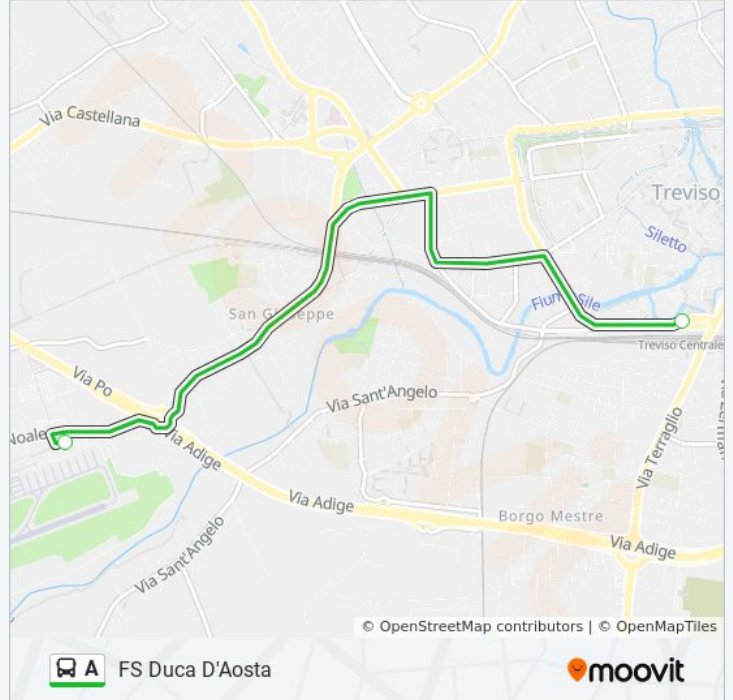 Via Castellana
Treviso
Siletto
Fiume Sile
San Giuseppe
Treviso Centrale
Via Po
Via Sant'Angelo
Noale
Via Adige
Via Terraglio
Via Adige
Borgo Mestre
Via Adige
Via Sant'Angelo
© OpenStreetMap contributors | © OpenMapTiles
A FS Duca D'Aosta
moovit